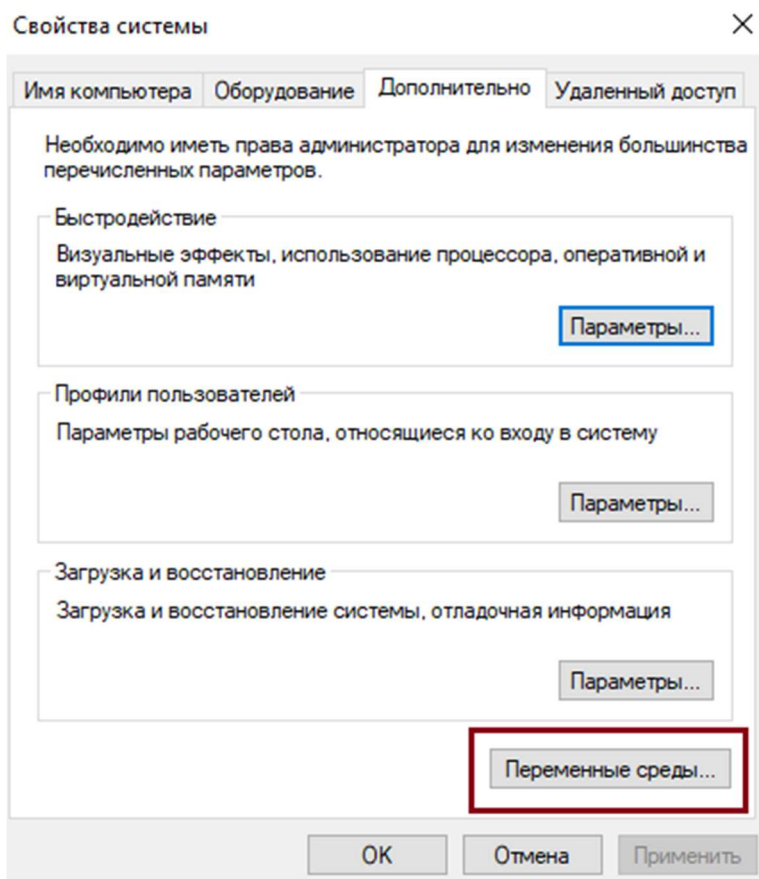 Свойства системы
Имя компьютера Оборудование Дополнительно Удаленный доступ
Необходимо иметь права администратора для изменения большинства
перечисленных параметров.
Быстродействие
Визуальные эффекты, использование процессора, оперативной и
виртуальной памяти
Параметры...
Профили пользователей
Параметры рабочего стола, относящиеся ко входу в систему
Параметры...
Загрузка и восстановление
Загрузка и восстановление системы, отладочная информация
Параметры...
Переменные среды...
ОК Отмена Применить